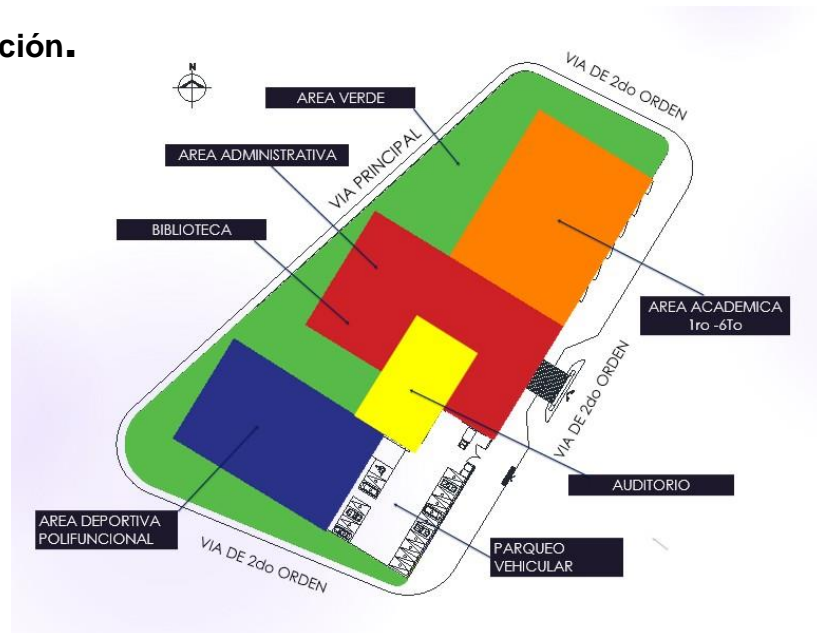 ción.
N
VIA DE 2do ORDEN
AREA VERDE
AREA ADMINISTRATIVA
VIA PRINCIPAL
BIBLIOTECA
AREA ACADEMICA
1ro -6To
VIA DE 2do ORDEN
AUDITORIO
AREA DEPORTIVA
POLIFUNCIONAL
VIA DE 2do ORDEN
PARQUEO
VEHICULAR